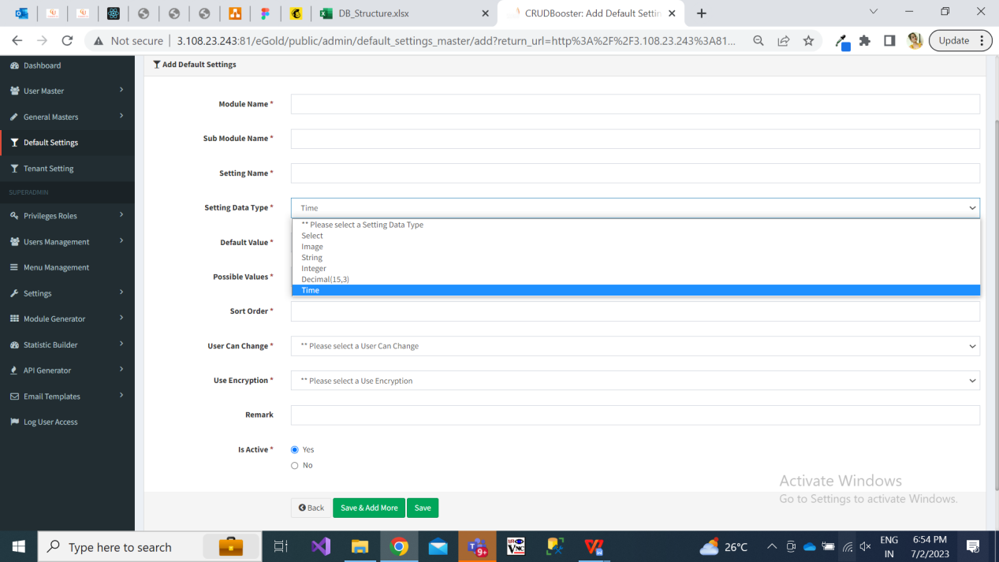 DB_Structure.xlsx
CRUDBooster: Add Default Settin
Not secure
3.108.23.243:81/eGold/public/admin/default_settings_master/add?return_url=http%3A%2F%2F3.108.23.243%3A81...
Update
Dashboard
User Master
General Masters
Default Settings
Tenant Setting
SUPERADMIN
Privileges Roles
Users Management
Menu Management
Settings
Module Generator
Statistic Builder
API Generator
Email Templates
Log User Access
Add Default Settings
Module Name *
Sub Module Name *
Setting Name *
Setting Data Type *
Time
** Please select a Setting Data Type
Select
Image
String
Integer
Decimal(15,3)
Time
Default Value *
Possible Values *
Sort Order *
User Can Change *
** Please select a User Can Change
Use Encryption *
** Please select a Use Encryption
Remark
Is Active *
Yes
No
Back
Save & Add More
Save
Activate Windows
Go to Settings to activate Windows.
Type here to search
9+
VNC
26°C
ENG
IN
6:54 PM
7/2/2023